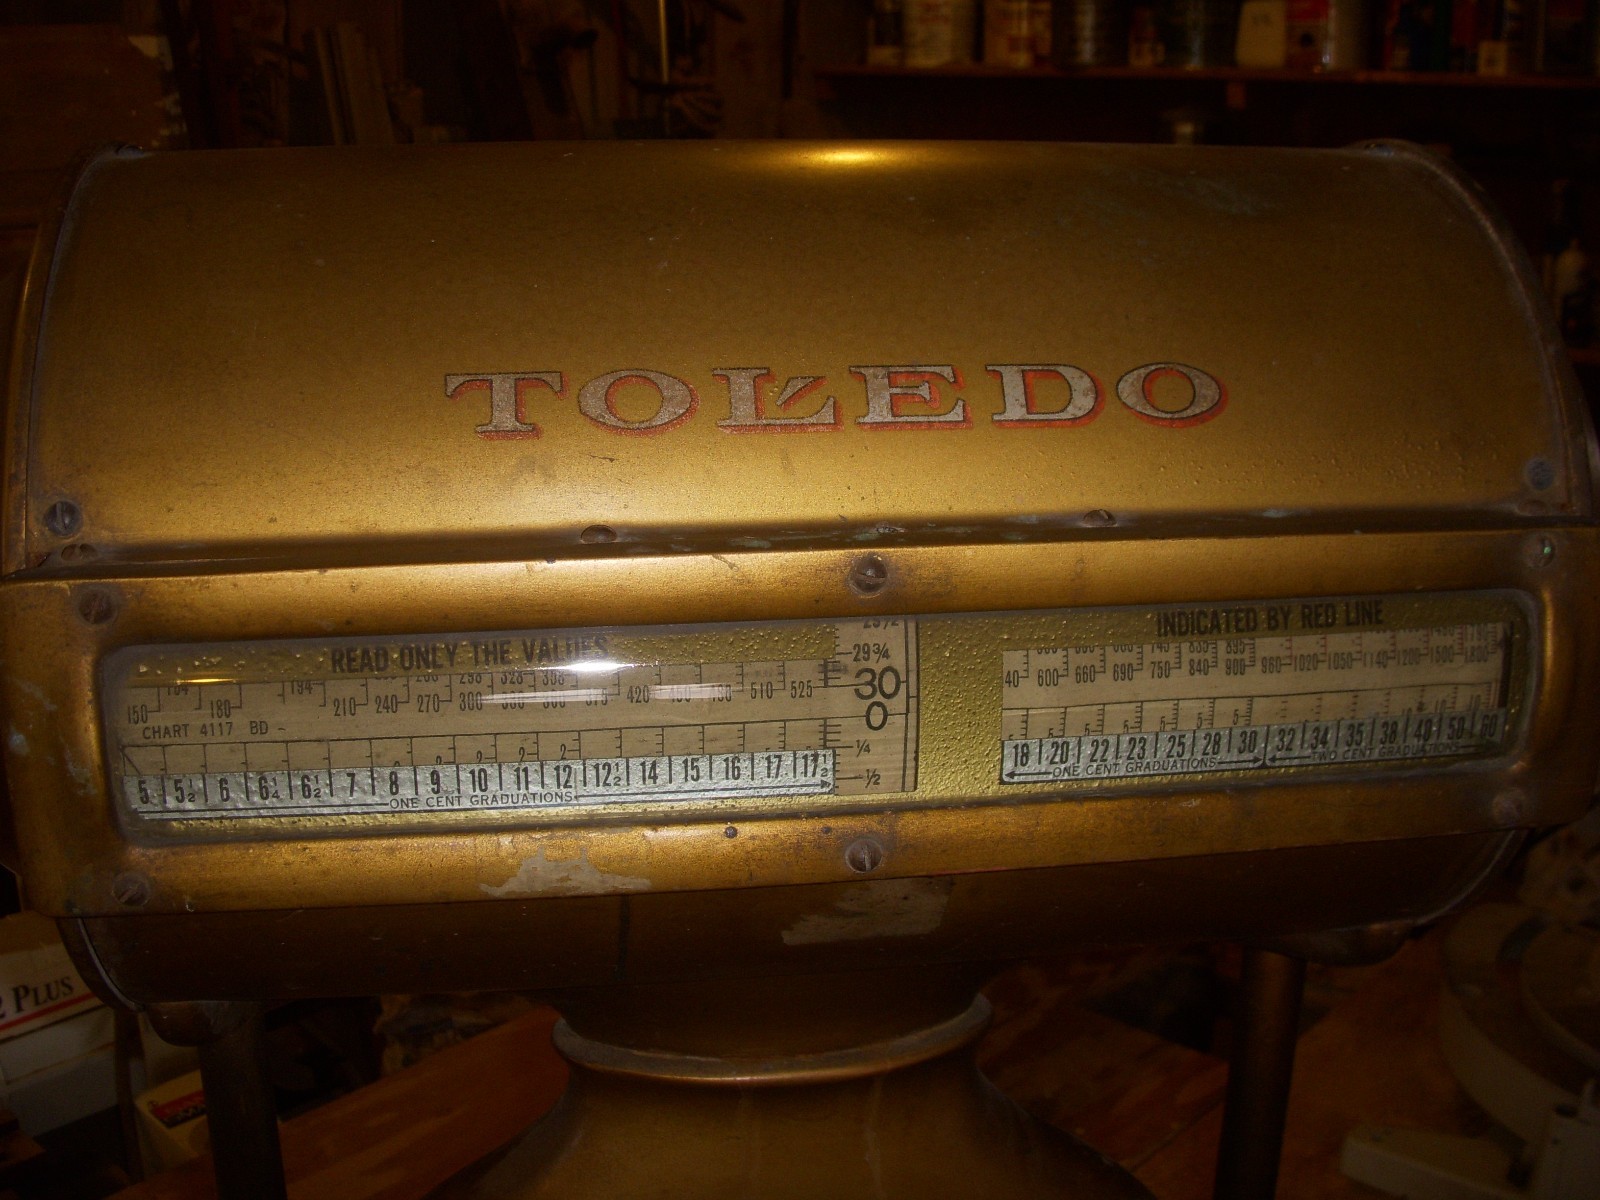 TOLEDO
READ ONLY THE VALUES
INDICATED BY RED LINE
29¾
30
0
¼
½
194
150 180 210 240 270 300 375 420 450 510 525
600 660 690 750 840 900 960 1020 1050 1140 1200 1500 1800
CHART 4117 BD
5 5½ 6 6¼ 6½ 7 8 9 10 11 12 12½ 14 15 16 17 17½
ONE CENT GRADUATIONS
18 20 22 23 25 28 30 32 34 35 38 40 50 60
ONE CENT GRADUATIONS TWO CENT GRADUATIONS
PLUS